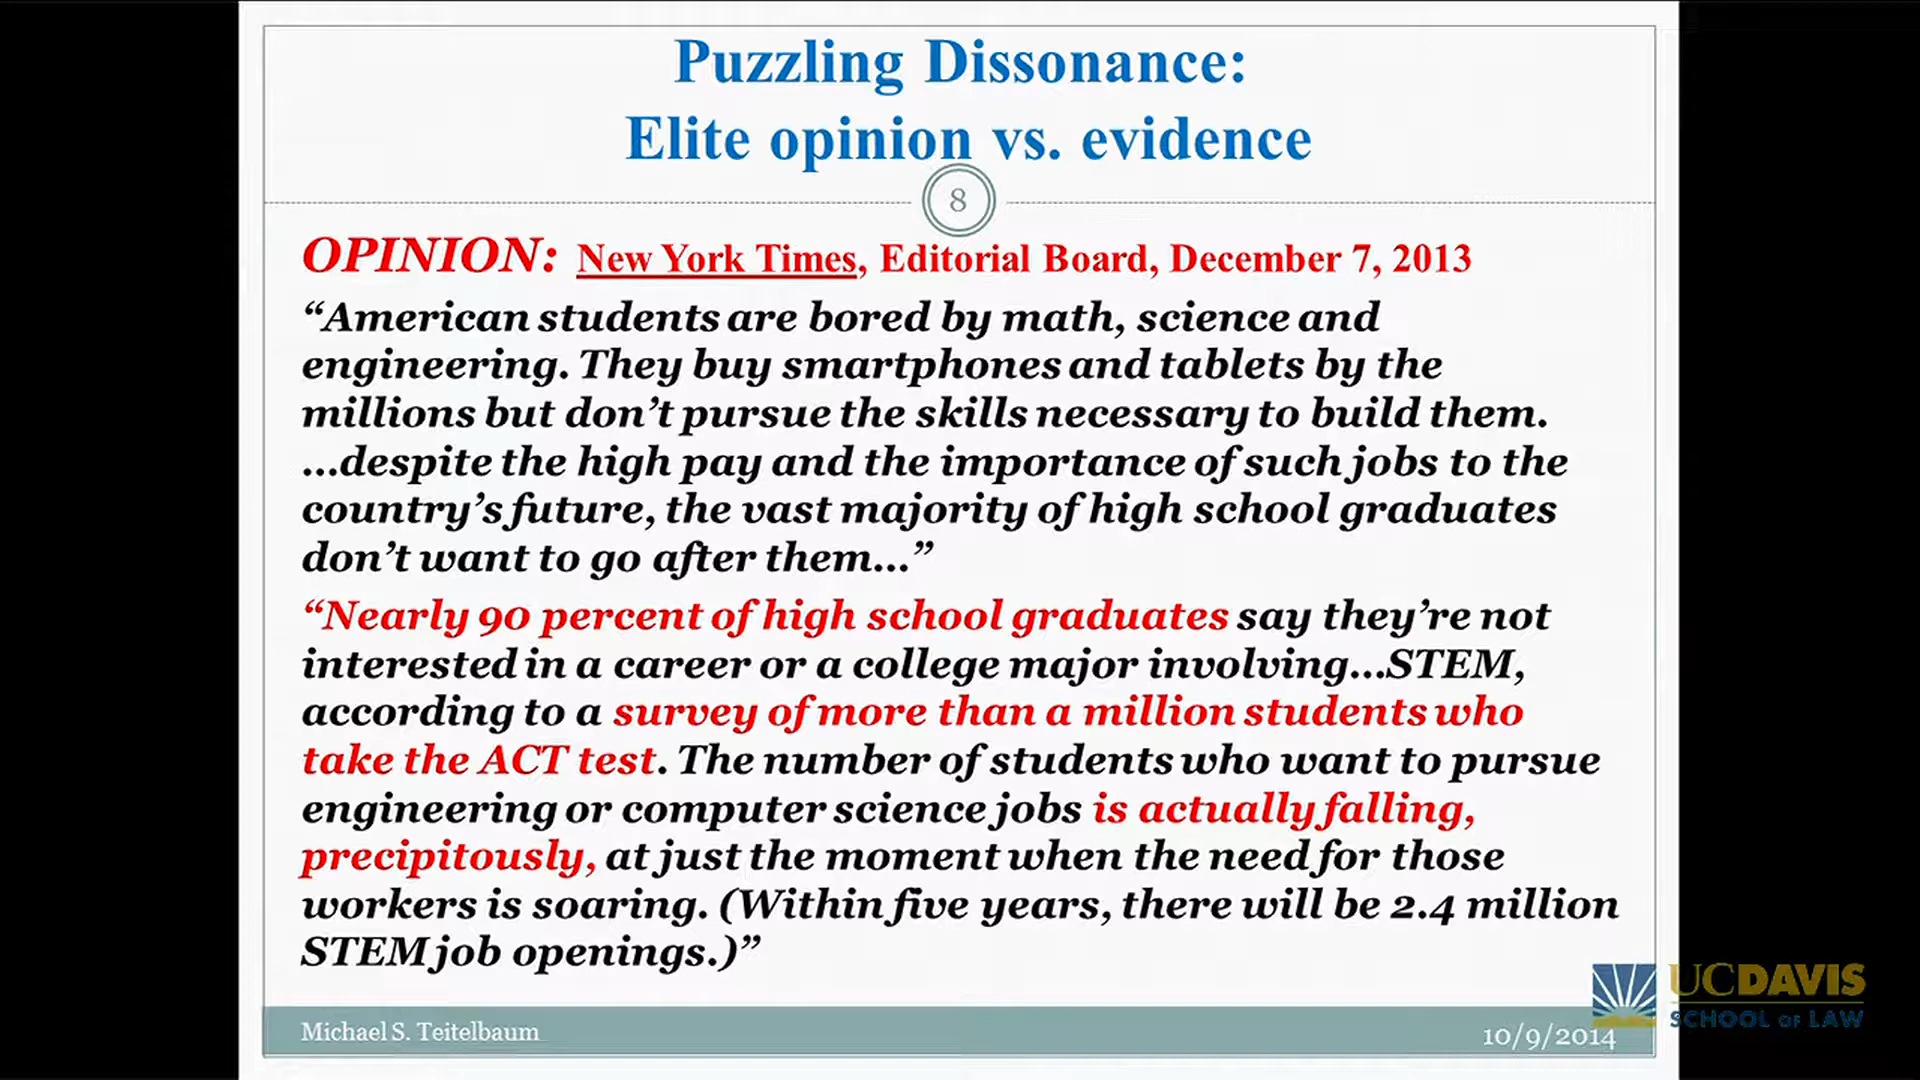 Puzzling Dissonance:
Elite opinion vs. evidence
8
OPINION: New York Times, Editorial Board, December 7, 2013
“American students are bored by math, science and
engineering. They buy smartphones and tablets by the
millions but don’t pursue the skills necessary to build them.
…despite the high pay and the importance of such jobs to the
country’s future, the vast majority of high school graduates
don’t want to go after them…”
“Nearly 90 percent of high school graduates say they’re not
interested in a career or a college major involving…STEM,
according to a survey of more than a million students who
take the ACT test. The number of students who want to pursue
engineering or computer science jobs is actually falling,
precipitously, at just the moment when the need for those
workers is soaring. (Within five years, there will be 2.4 million
STEM job openings.)”
Michael S. Teitelbaum
10/9/2014
UCDAVIS
SCHOOL OF LAW